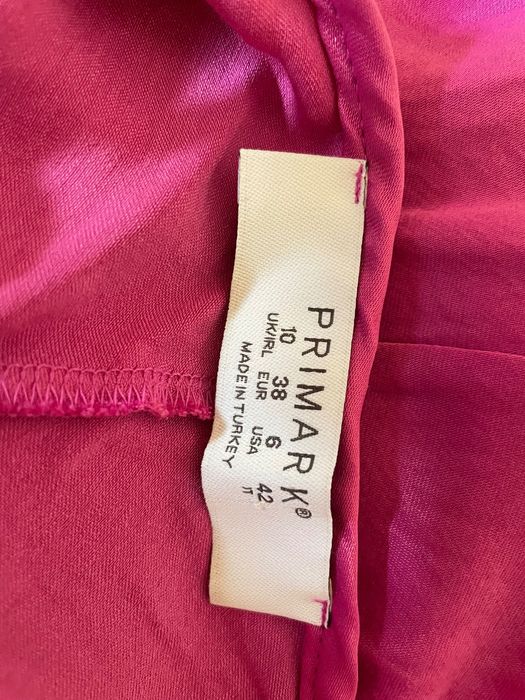 PRIMARK®
10 38 6 42
UK/IRL EUR USA IT
MADE IN TURKEY